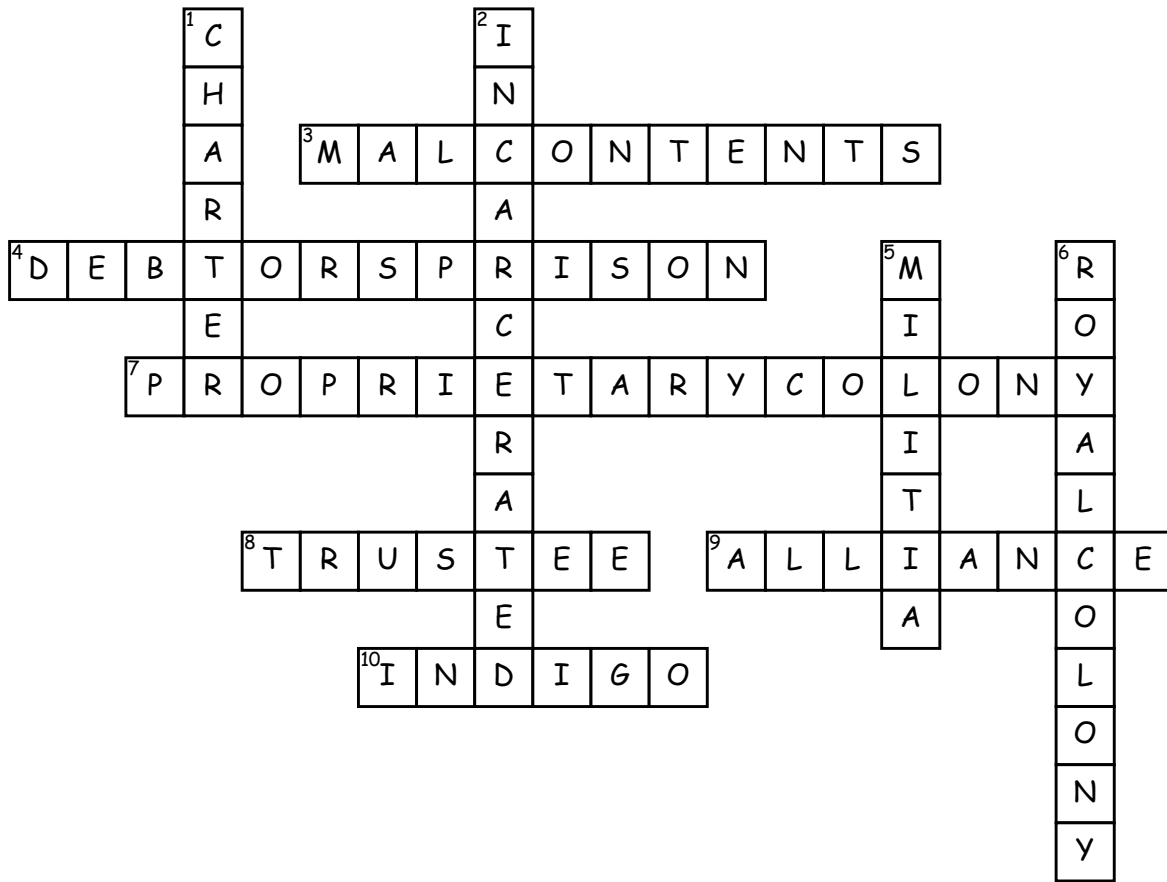 1 C 2 I
H N
A 3 M A L C O N T E N T S
R A
4 D E B T O R S P R I S O N 5 M 6 R
E C I O
7 P R O P R I E T A R Y C O L O N Y
R I A
A T L
8 T R U S T E E 9 A L L I A N C E
E A O
10 I N D I G O L
O
N
Y